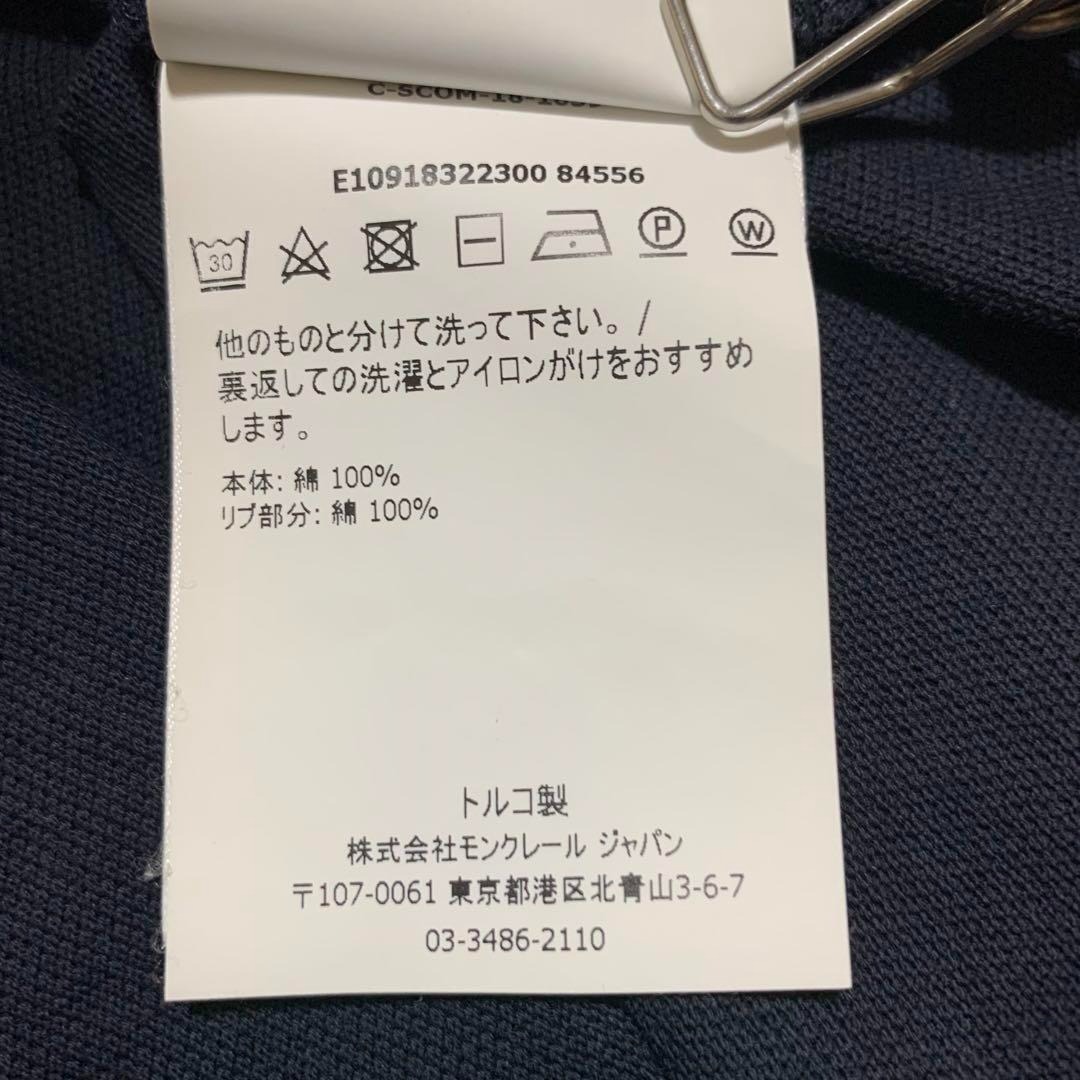 E10918322300 84556
30
P
W
他のものと分けて洗って下さい。/
裏返しての洗濯とアイロンがけをおすすめ
します。
本体: 綿 100%
リブ部分: 綿 100%
トルコ製
株式会社モンクレール ジャパン
〒107-0061 東京都港区北青山3-6-7
03-3486-2110